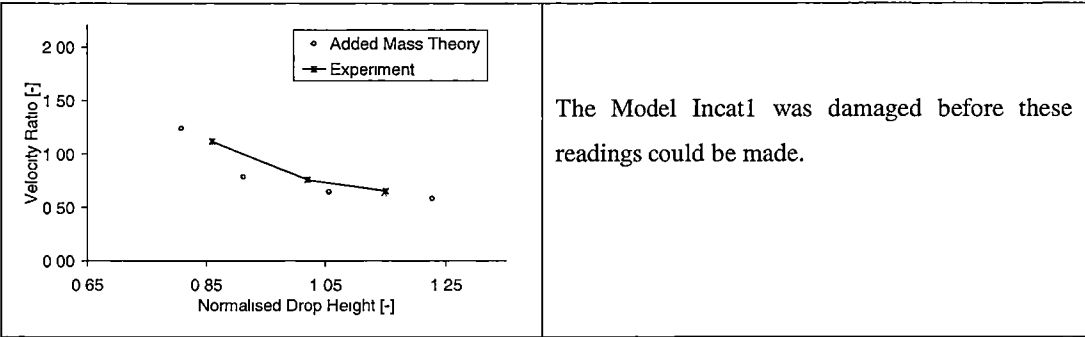 2 00
1 50
1 00
0 50
0 00
Velocity Ratio [-]
Added Mass Theory
Experiment
0 65
0 85
1 05
1 25
Normalised Drop Height [-]
The Model Incat1 was damaged before these
readings could be made.